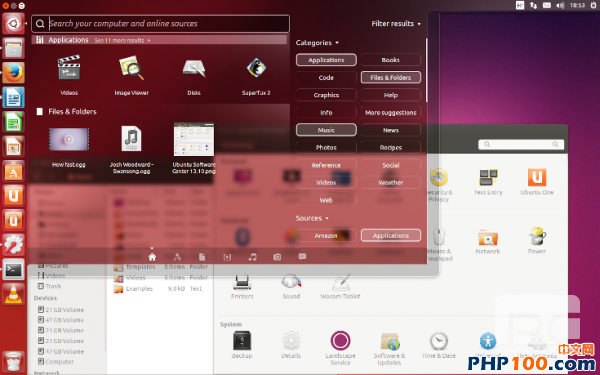 18:53
Search your computer and online sources
Filter results
Applications See 11 more results
Videos
Image Viewer
Disks
SuperTux 2
Files & Folders
How fast.ogg
Josh Woodward - Swansong.ogg
Ubuntu Software Center 13.10.png
Categories
Applications
Books
Code
Files & Folders
Graphics
Help
Info
More suggestions
Music
News
Photos
Recipes
Reference
Social
Videos
Weather
Web
Sources
Amazon
Applications
Security & Privacy
Text Entry
Ubuntu One
Mouse & Touchpad
Network
Power
Pictures
Videos
Trash
Devices
21 GB Volume
47 GB Volume
21 GB Volume
47 GB Volume
47 GB Volume
Computer
Network
Templates 0 items Folder
Videos 0 items Folder
Examples 9.0 kB Text
Printers
Sound
Wacom Tablet
System
Backup
Details
Landscape Service
Software & Updates
Time & Date
中文网
PHP100.com